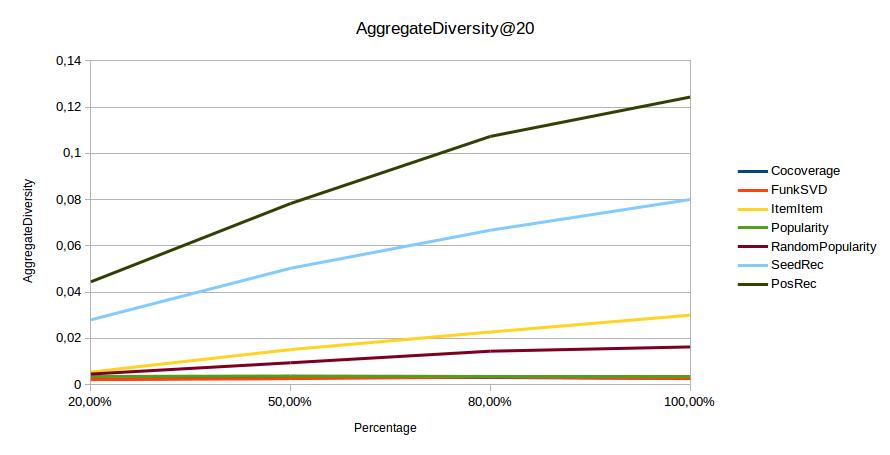 AggregateDiversity@20
AggregateDiversity
0,14
0,12
0,1
0,08
0,06
0,04
0,02
0
20,00%
50,00%
80,00%
100,00%
Percentage
Cocoverage
FunkSVD
ItemItem
Popularity
RandomPopularity
SeedRec
PosRec